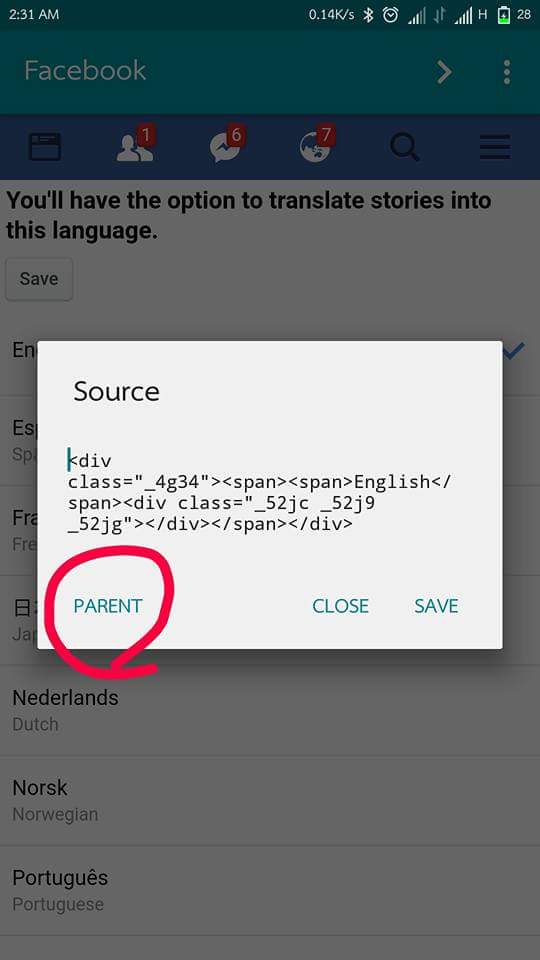 2:31 AM 0.14K/s H 28
Facebook
1 6 7
You'll have the option to translate stories into
this language.
Save
En
Source
<div
class="_4g34"><span><span>English</
span><div class="_52jc _52j9
_52jg"></div></span></div>
PARENT CLOSE SAVE
Es
Spa
Fra
Fre
日
Jap
Nederlands
Dutch
Norsk
Norwegian
Português
Portuguese